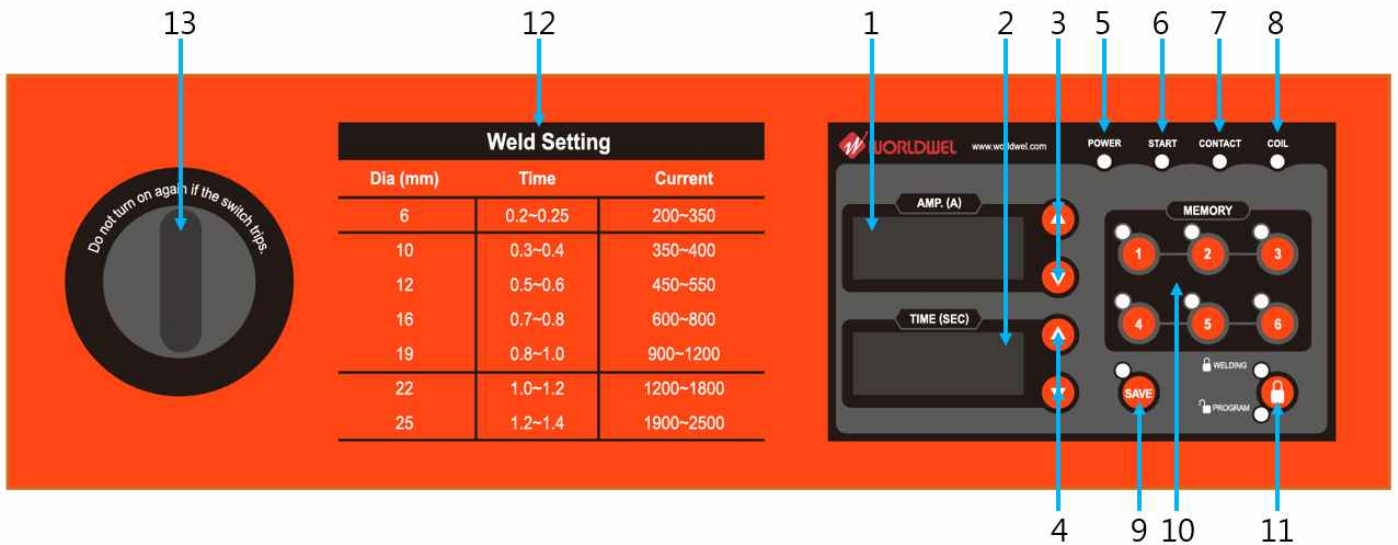 13 12 1 2 3 5 6 7 8
Do not turn on again if the switch trips.
Weld Setting
Dia (mm) Time Current
6 0.2~0.25 200~350
10 0.3~0.4 350~400
12 0.5~0.6 450~550
16 0.7~0.8 600~800
19 0.8~1.0 900~1200
22 1.0~1.2 1200~1800
25 1.2~1.4 1900~2500
WORLDWEL www.worldwel.com
POWER START CONTACT COIL
AMP. (A)
TIME (SEC)
MEMORY
1 2 3
4 5 6
SAVE
WELDING
PROGRAM
4 9 10 11